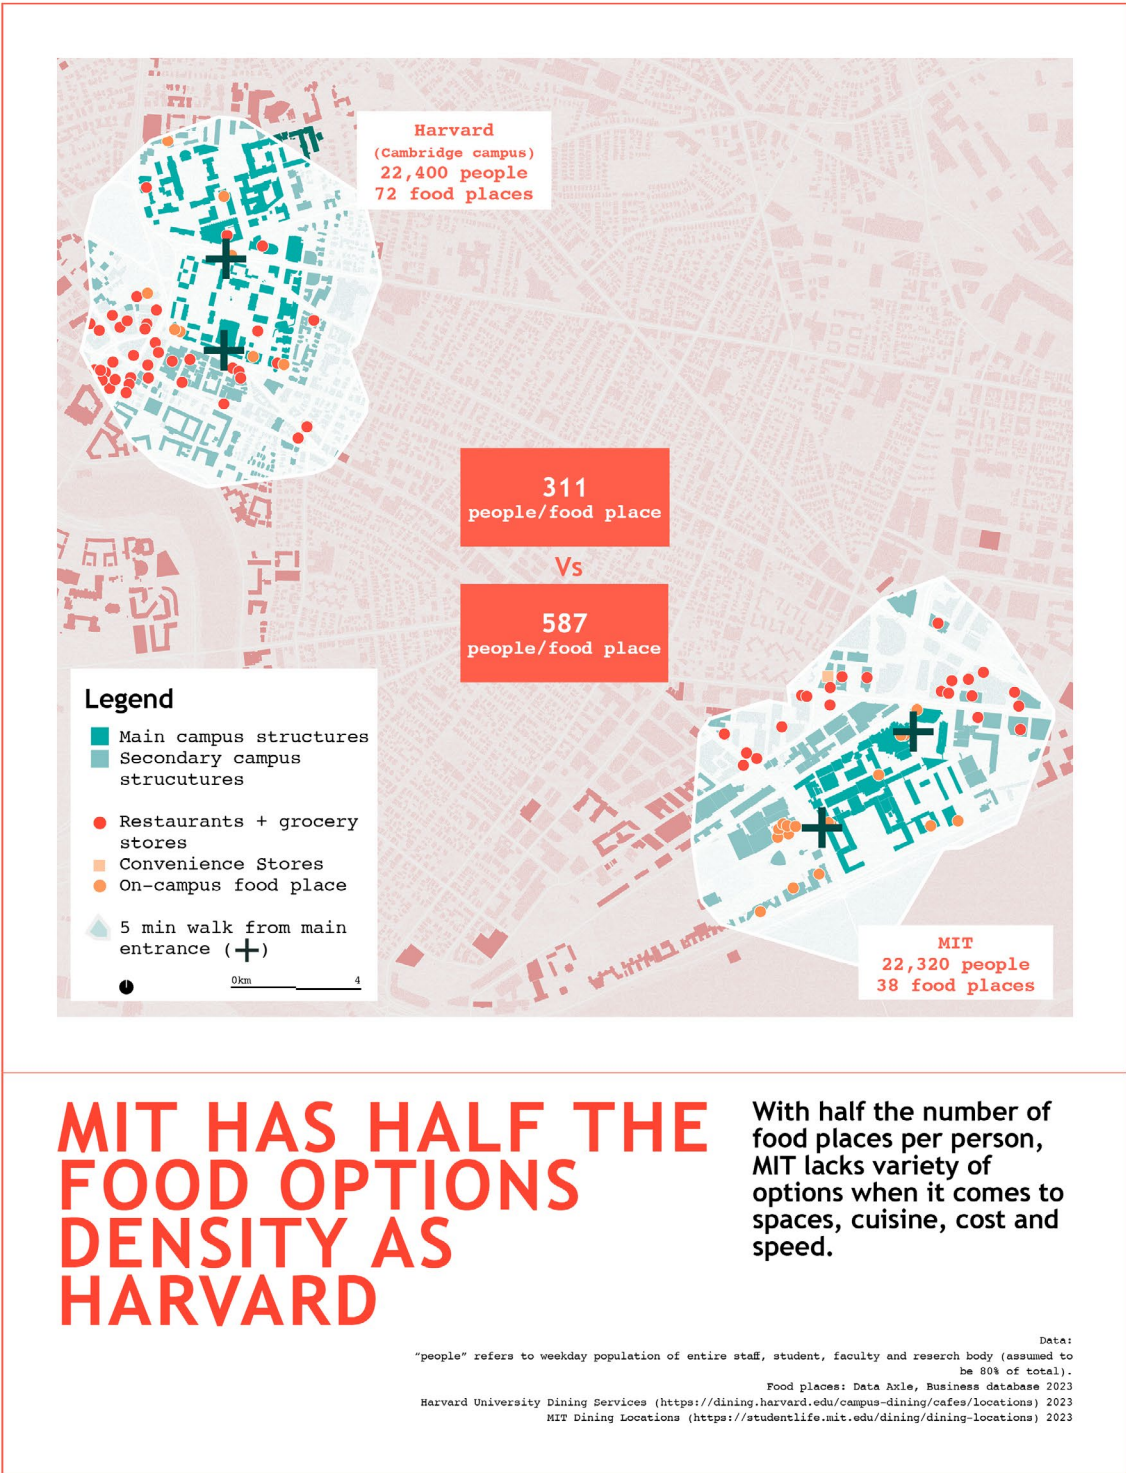 Harvard
(Cambridge campus)
22,400 people
72 food places
311
people/food place
Vs
587
people/food place
Legend
Main campus structures
Secondary campus
strucutures
Restaurants + grocery
stores
Convenience Stores
On-campus food place
5 min walk from main
entrance ( )
0km 4
MIT
22,320 people
38 food places
MIT HAS HALF THE
FOOD OPTIONS
DENSITY AS
HARVARD
With half the number of
food places per person,
MIT lacks variety of
options when it comes to
spaces, cuisine, cost and
speed.
Data:
“people” refers to weekday population of entire staff, student, faculty and reserch body (assumed to
be 80% of total).
Food places: Data Axle, Business database 2023
Harvard University Dining Services (https://dining.harvard.edu/campus-dining/cafes/locations) 2023
MIT Dining Locations (https://studentlife.mit.edu/dining/dining-locations) 2023